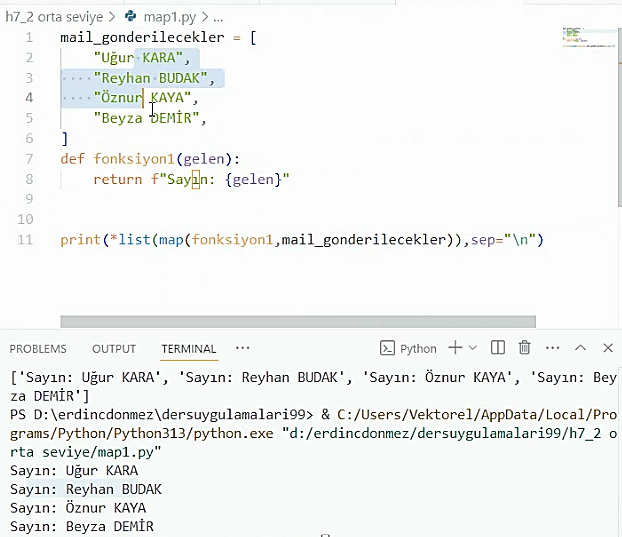 h7_2 orta seviye > map1.py > ...
1 mail_gonderilecekler = [
2 "Uğur KARA",
3 "Reyhan BUDAK",
4 "Öznur KAYA",
5 "Beyza DEMİR",
6 ]
7 def fonksiyon1(gelen):
8 return f"Sayın: {gelen}"
9
10
11 print(*list(map(fonksiyon1,mail_gonderilecekler)),sep="\n")
PROBLEMS OUTPUT TERMINAL ... Python
['Sayın: Uğur KARA', 'Sayın: Reyhan BUDAK', 'Sayın: Öznur KAYA', 'Sayın: Bey
za DEMİR']
PS D:\erdincdonmez\dersuygulamalari99> & C:/Users/Vektorel/AppData/Local/Pro
grams/Python/Python313/python.exe "d:/erdincdonmez/dersuygulamalari99/h7_2 o
rta seviye/map1.py"
Sayın: Uğur KARA
Sayın: Reyhan BUDAK
Sayın: Öznur KAYA
Sayın: Beyza DEMİR